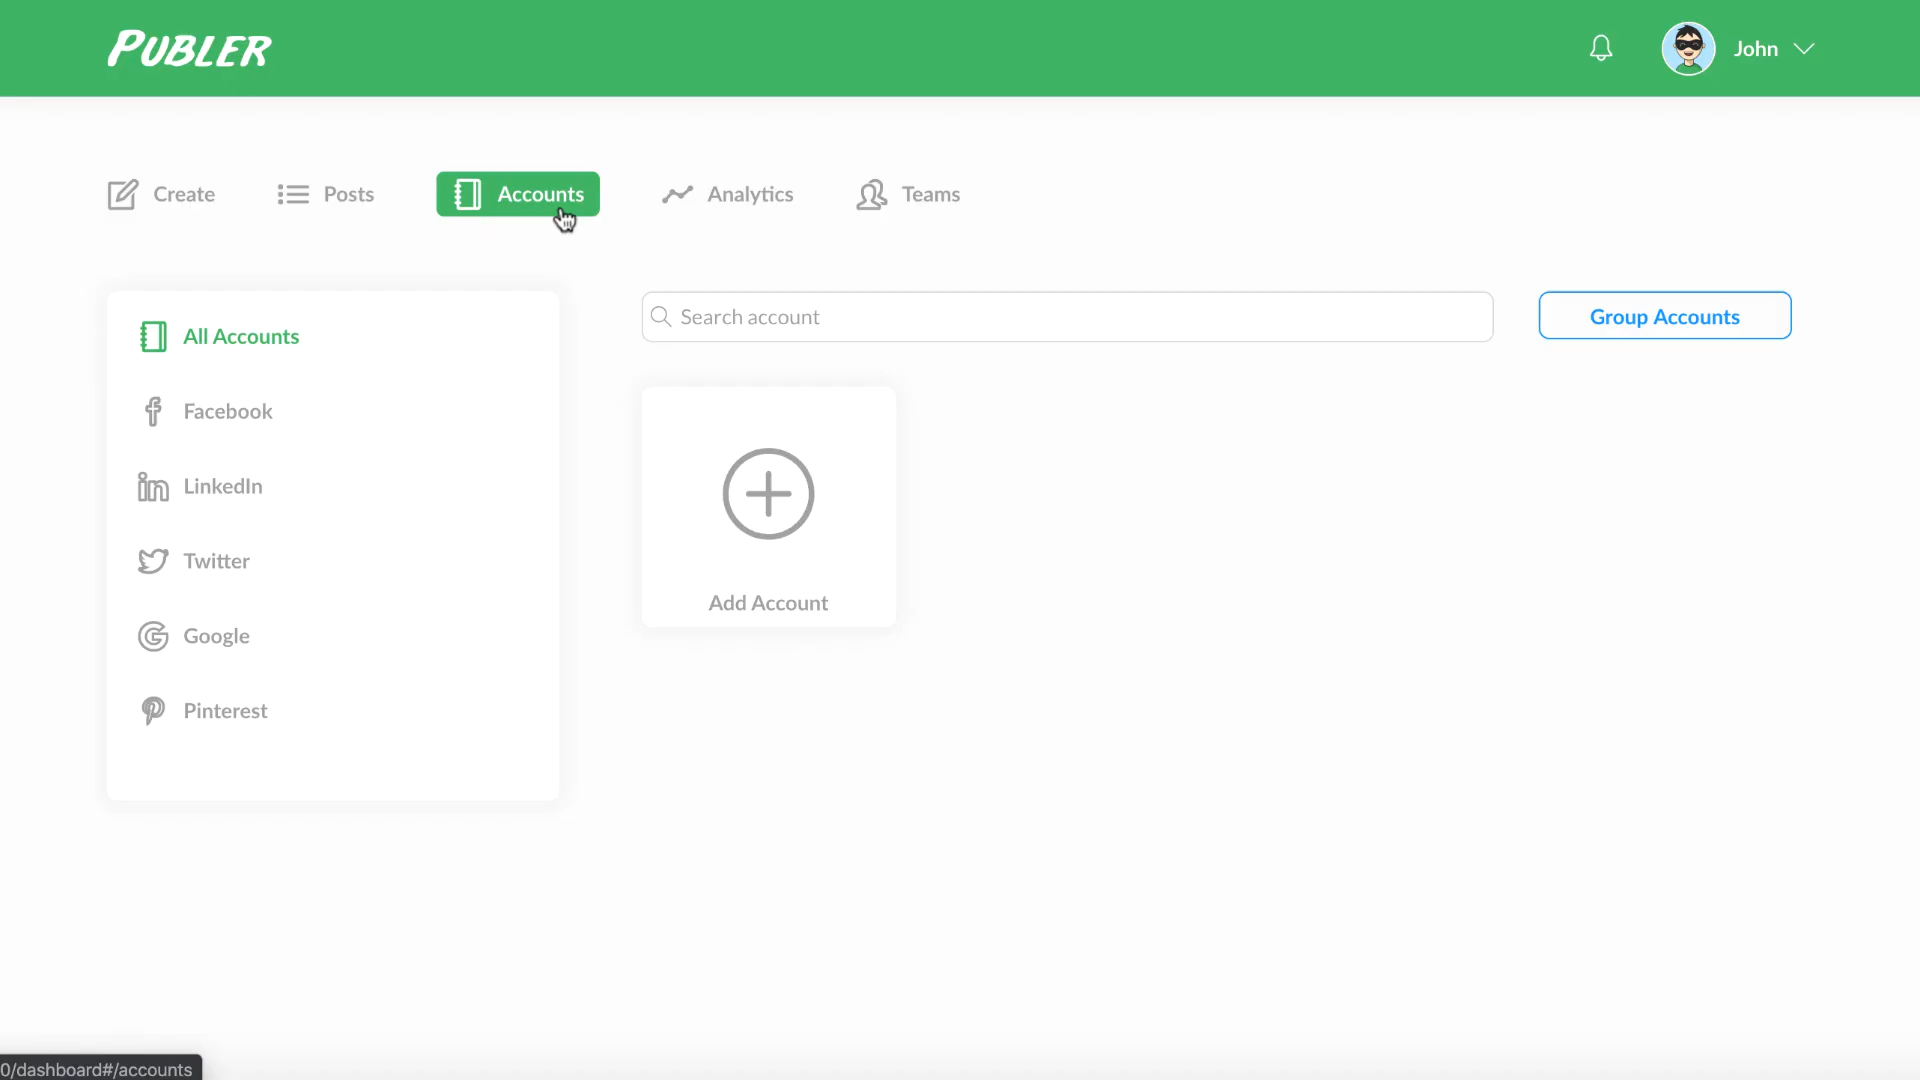 PUBLER
John
Create
Posts
Accounts
Analytics
Teams
All Accounts
Facebook
LinkedIn
Twitter
Google
Pinterest
Search account
Group Accounts
Add Account
0/dashboard#/accounts